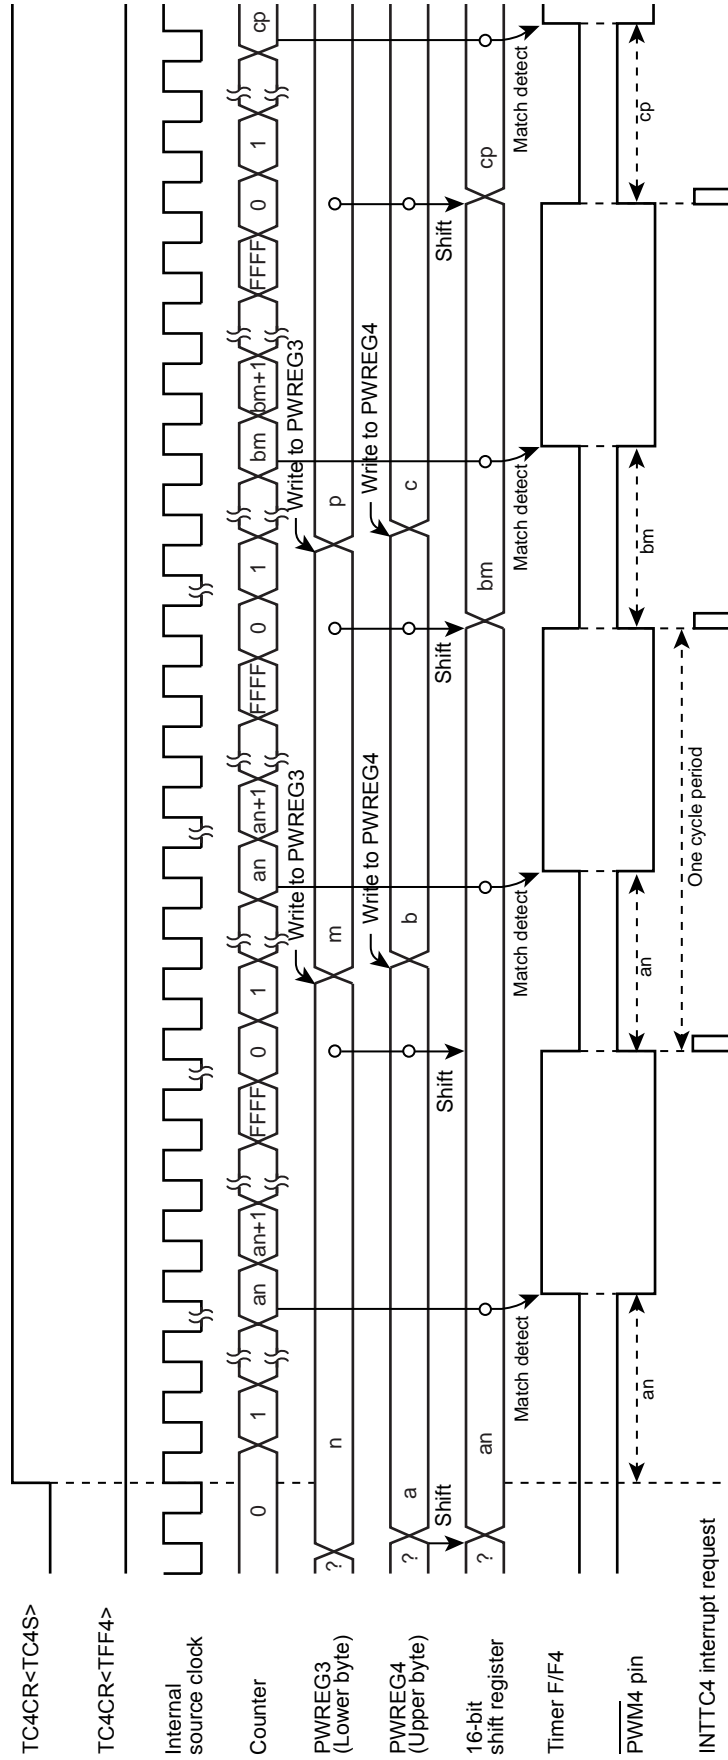 TC4CR<TC4S>
TC4CR<TFF4>
Internal
source clock
Counter
0 1 an an+1 FFFF 0 1 an an+1 FFFF 0 1 bm bm+1 FFFF 0 1 cp
Write to PWREG3
Write to PWREG3
PWREG3
(Lower byte)
? n m p
Write to PWREG4
Write to PWREG4
PWREG4
(Upper byte)
? a b c
Shift
Shift
Shift
Shift
16-bit
shift register
? an bm cp
Match detect
Match detect
Match detect
Match detect
Timer F/F4
PWM4 pin
an
an
bm
cp
One cycle period
INTTC4 interrupt request